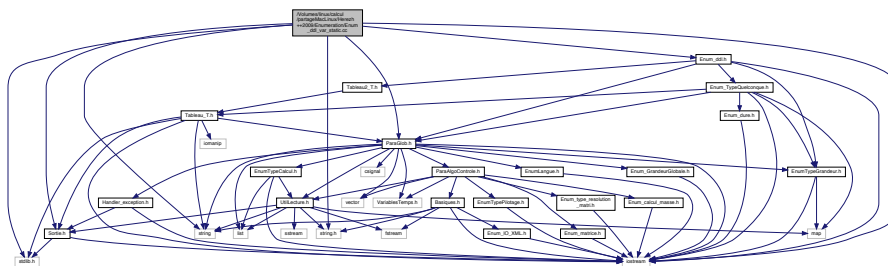 /Volumes/linux/calcul
/partageMacLinux/Herezh
++2009/Enumeration/Enum
_ddl_var_static.cc
Enum_ddl.h
Tableau2_T.h
Enum_TypeQuelconque.h
Tableau_T.h
Enum_dure.h
iomanip
ParaGlob.h
EnumTypeCalcul.h
csignal
ParaAlgoControle.h
EnumLangue.h
Enum_GrandeurGlobale.h
EnumTypeGrandeur.h
Handler_exception.h
UtilLecture.h
vector
VariablesTemps.h
Basiques.h
EnumTypePilotage.h
Enum_type_resolution
_matri.h
Enum_calcul_masse.h
Sortie.h
string
list
sstream
string.h
fstream
Enum_IO_XML.h
Enum_matrice.h
map
stdlib.h
iostream